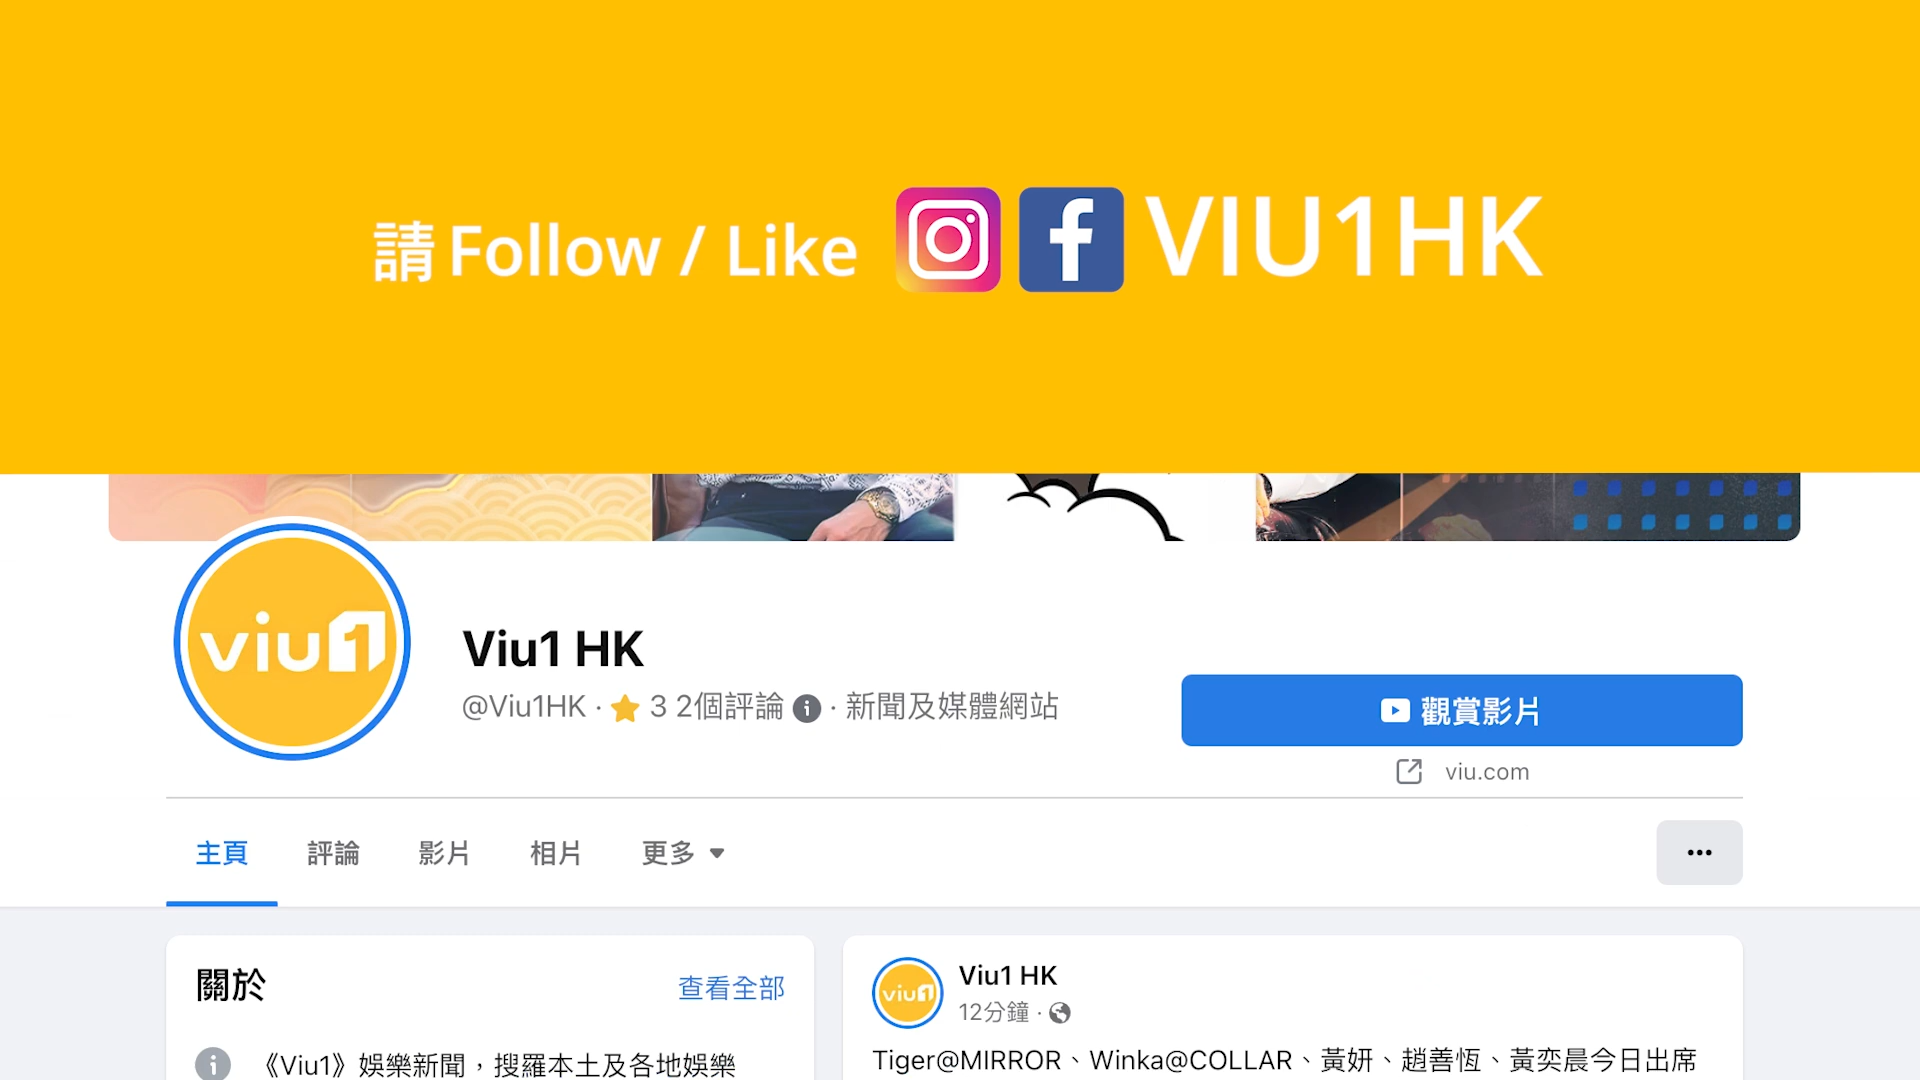 請 Follow / Like VIU1HK
viu1
Viu1 HK
@Viu1HK · 3 2個評論 · 新聞及媒體網站
觀賞影片
viu.com
主頁 評論 影片 相片 更多
關於 查看全部
《Viu1》娛樂新聞，搜羅本土及各地娛樂
viu1
Viu1 HK
12分鐘 ·
Tiger@MIRROR、Winka@COLLAR、黃妍、趙善恆、黃奕晨今日出席